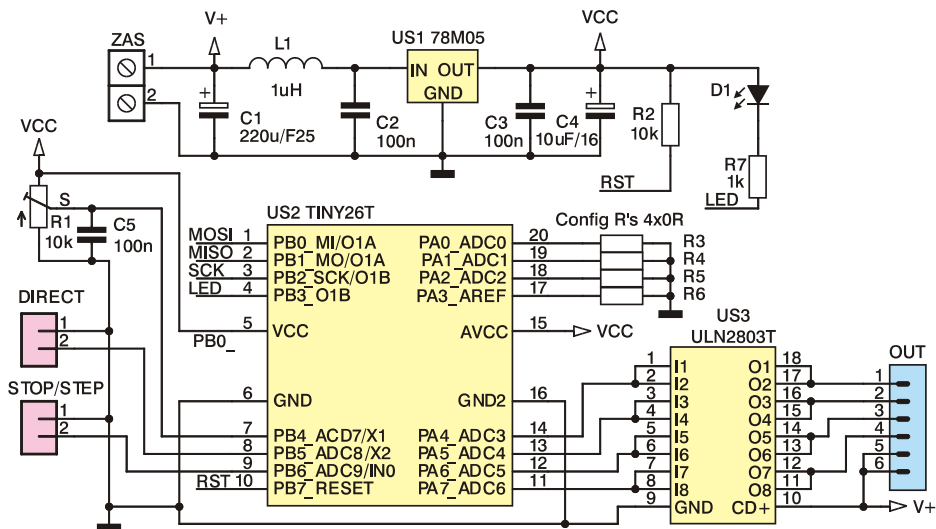 ZAS
1
2
V+
L1
1uH
US1 78M05
IN OUT
GND
VCC
+
C1
220u/F25
C2
100n
C3
100n
+
C4
10uF/16
R2
10k
RST
D1
R7
1k
LED
VCC
S
R1
10k
C5
100n
DIRECT
1
2
STOP/STEP
1
2
US2 TINY26T
MOSI 1 PB0_MI/O1A
MISO 2 PB1_MO/O1A
SCK 3 PB2_SCK/O1B
LED 4 PB3_O1B
5 VCC
PB0_
6 GND
7 PB4_ACD7/X1
8 PB5_ADC8/X2
9 PB6_ADC9/IN0
RST 10 PB7_RESET
PA0_ADC0 20
PA1_ADC1 19
PA2_ADC2 18
PA3_AREF 17
AVCC 15 VCC
GND2 16
PA4_ADC3 14
PA5_ADC4 13
PA6_ADC5 12
PA7_ADC6 11
Config R's 4x0R
R3
R4
R5
R6
US3
ULN2803T
1 I1 O1 18
2 I2 O2 17
3 I3 O3 16
4 I4 O4 15
5 I5 O5 14
6 I6 O6 13
7 I7 O7 12
8 I8 O8 11
9 GND CD+ 10
OUT
1
2
3
4
5
6
V+